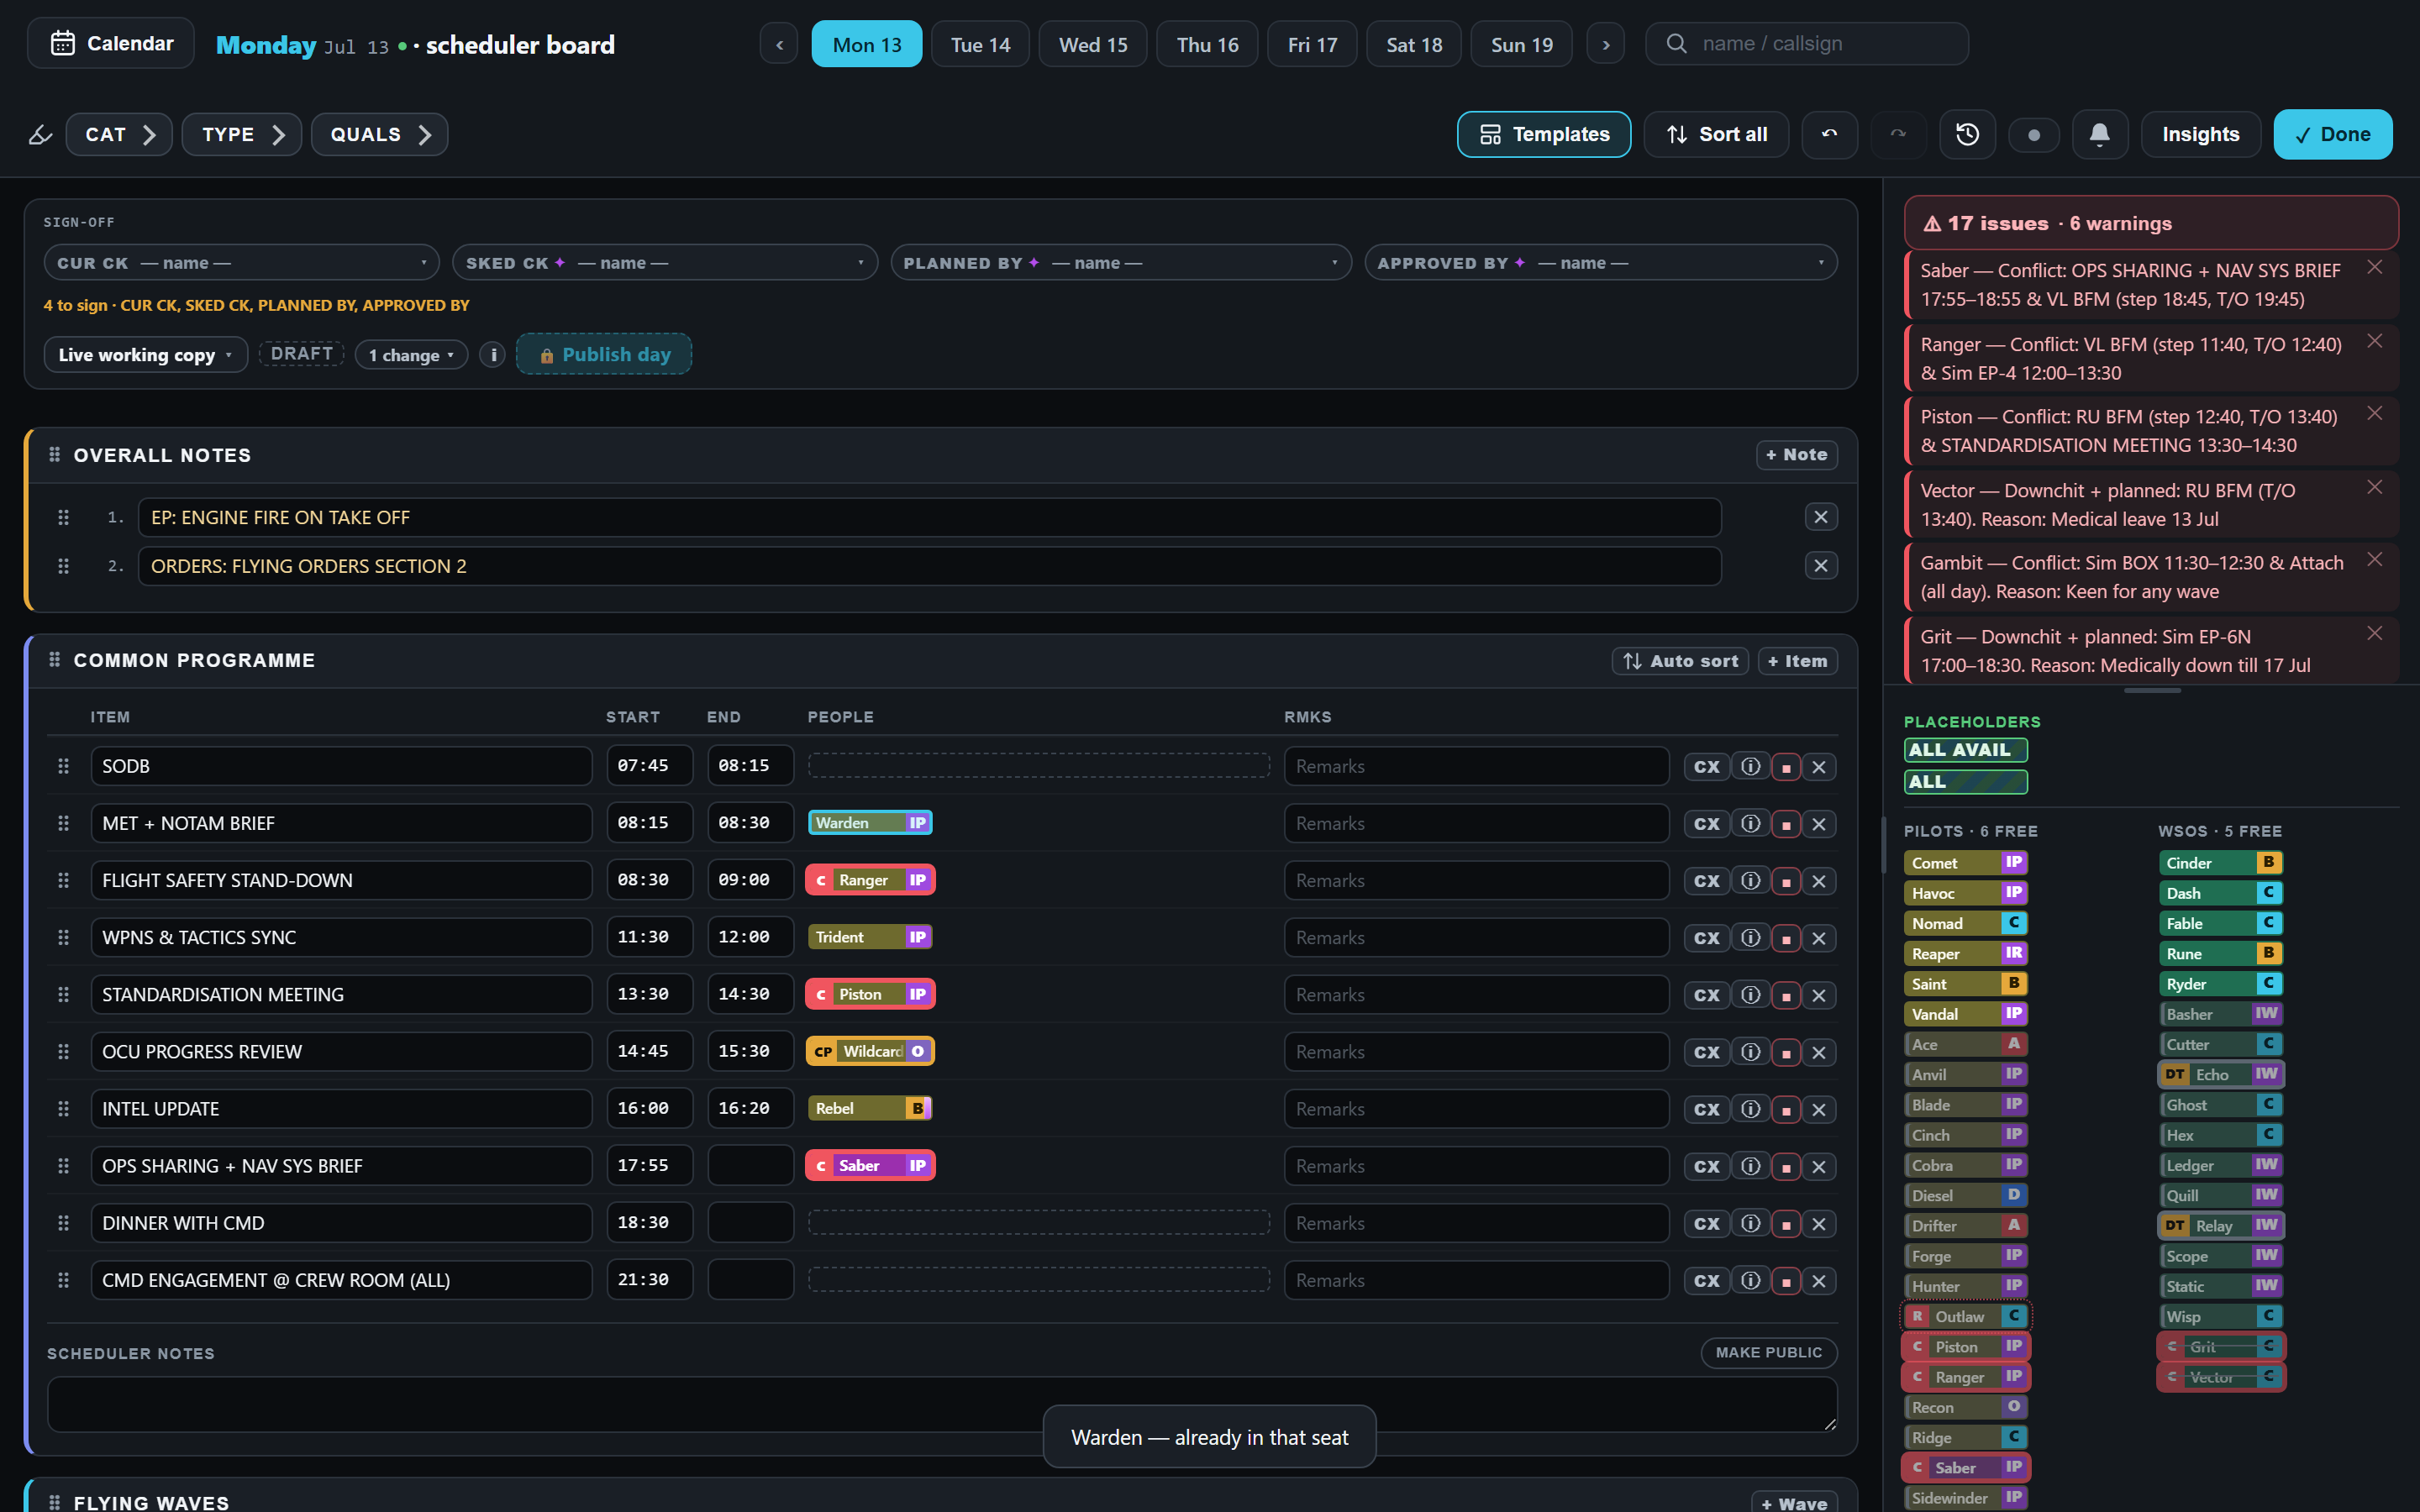 Calendar
Monday Jul 13 · scheduler board
‹ Mon 13 Tue 14 Wed 15 Thu 16 Fri 17 Sat 18 Sun 19 ›
name / callsign
CAT TYPE QUALS
Templates Sort all Insights ✓ Done
SIGN-OFF
CUR CK — name — SKED CK ✦ — name — PLANNED BY ✦ — name — APPROVED BY ✦ — name —
4 to sign · CUR CK, SKED CK, PLANNED BY, APPROVED BY
Live working copy DRAFT 1 change i Publish day
OVERALL NOTES + Note
1. EP: ENGINE FIRE ON TAKE OFF
2. ORDERS: FLYING ORDERS SECTION 2
COMMON PROGRAMME Auto sort + Item
ITEM START END PEOPLE RMKS
SODB 07:45 08:15 Remarks CX
MET + NOTAM BRIEF 08:15 08:30 Warden IP Remarks CX
FLIGHT SAFETY STAND-DOWN 08:30 09:00 C Ranger IP Remarks CX
WPNS & TACTICS SYNC 11:30 12:00 Trident IP Remarks CX
STANDARDISATION MEETING 13:30 14:30 C Piston IP Remarks CX
OCU PROGRESS REVIEW 14:45 15:30 CP Wildcard O Remarks CX
INTEL UPDATE 16:00 16:20 Rebel B Remarks CX
OPS SHARING + NAV SYS BRIEF 17:55 C Saber IP Remarks CX
DINNER WITH CMD 18:30 Remarks CX
CMD ENGAGEMENT @ CREW ROOM (ALL) 21:30 Remarks CX
SCHEDULER NOTES MAKE PUBLIC
Warden — already in that seat
FLYING WAVES + Wave
⚠ 17 issues · 6 warnings
Saber — Conflict: OPS SHARING + NAV SYS BRIEF
17:55–18:55 & VL BFM (step 18:45, T/O 19:45)
Ranger — Conflict: VL BFM (step 11:40, T/O 12:40)
& Sim EP-4 12:00–13:30
Piston — Conflict: RU BFM (step 12:40, T/O 13:40)
& STANDARDISATION MEETING 13:30–14:30
Vector — Downchit + planned: RU BFM (T/O
13:40). Reason: Medical leave 13 Jul
Gambit — Conflict: Sim BOX 11:30–12:30 & Attach
(all day). Reason: Keen for any wave
Grit — Downchit + planned: Sim EP-6N
17:00–18:30. Reason: Medically down till 17 Jul
PLACEHOLDERS
ALL AVAIL
ALL
PILOTS · 6 FREE
Comet IP
Havoc IP
Nomad C
Reaper IR
Saint B
Vandal IP
Ace A
Anvil IP
Blade IP
Cinch IP
Cobra IP
Diesel D
Drifter A
Forge IP
Hunter IP
R Outlaw C
C Piston IP
C Ranger IP
Recon O
Ridge C
C Saber IP
Sidewinder IP
WSOS · 5 FREE
Cinder B
Dash C
Fable C
Rune B
Ryder C
Basher IW
Cutter C
DT Echo IW
Ghost C
Hex C
Ledger IW
Quill IW
DT Relay IW
Scope IW
Static IW
Wisp C
C Grit C
C Vector C